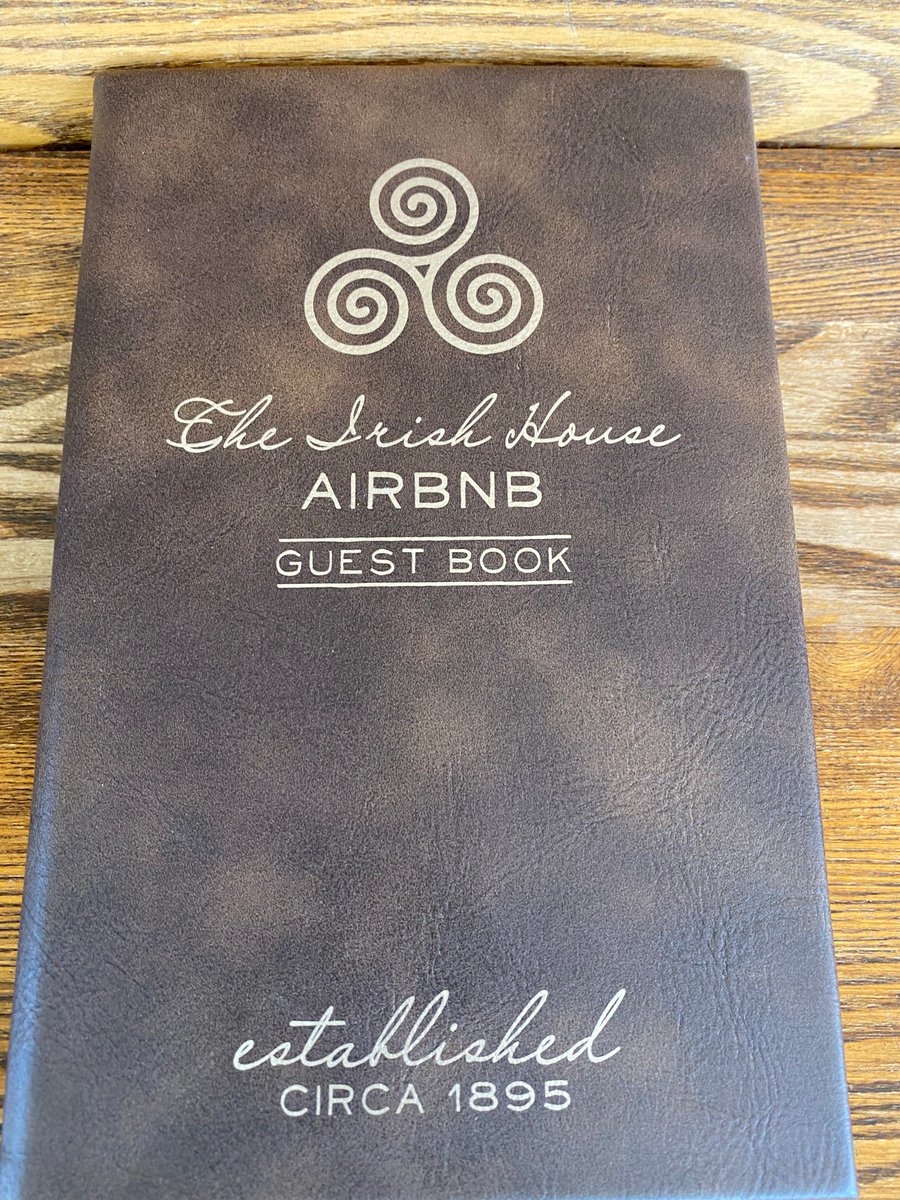 The Irish House
AIRBNB
GUEST BOOK
established
CIRCA 1895